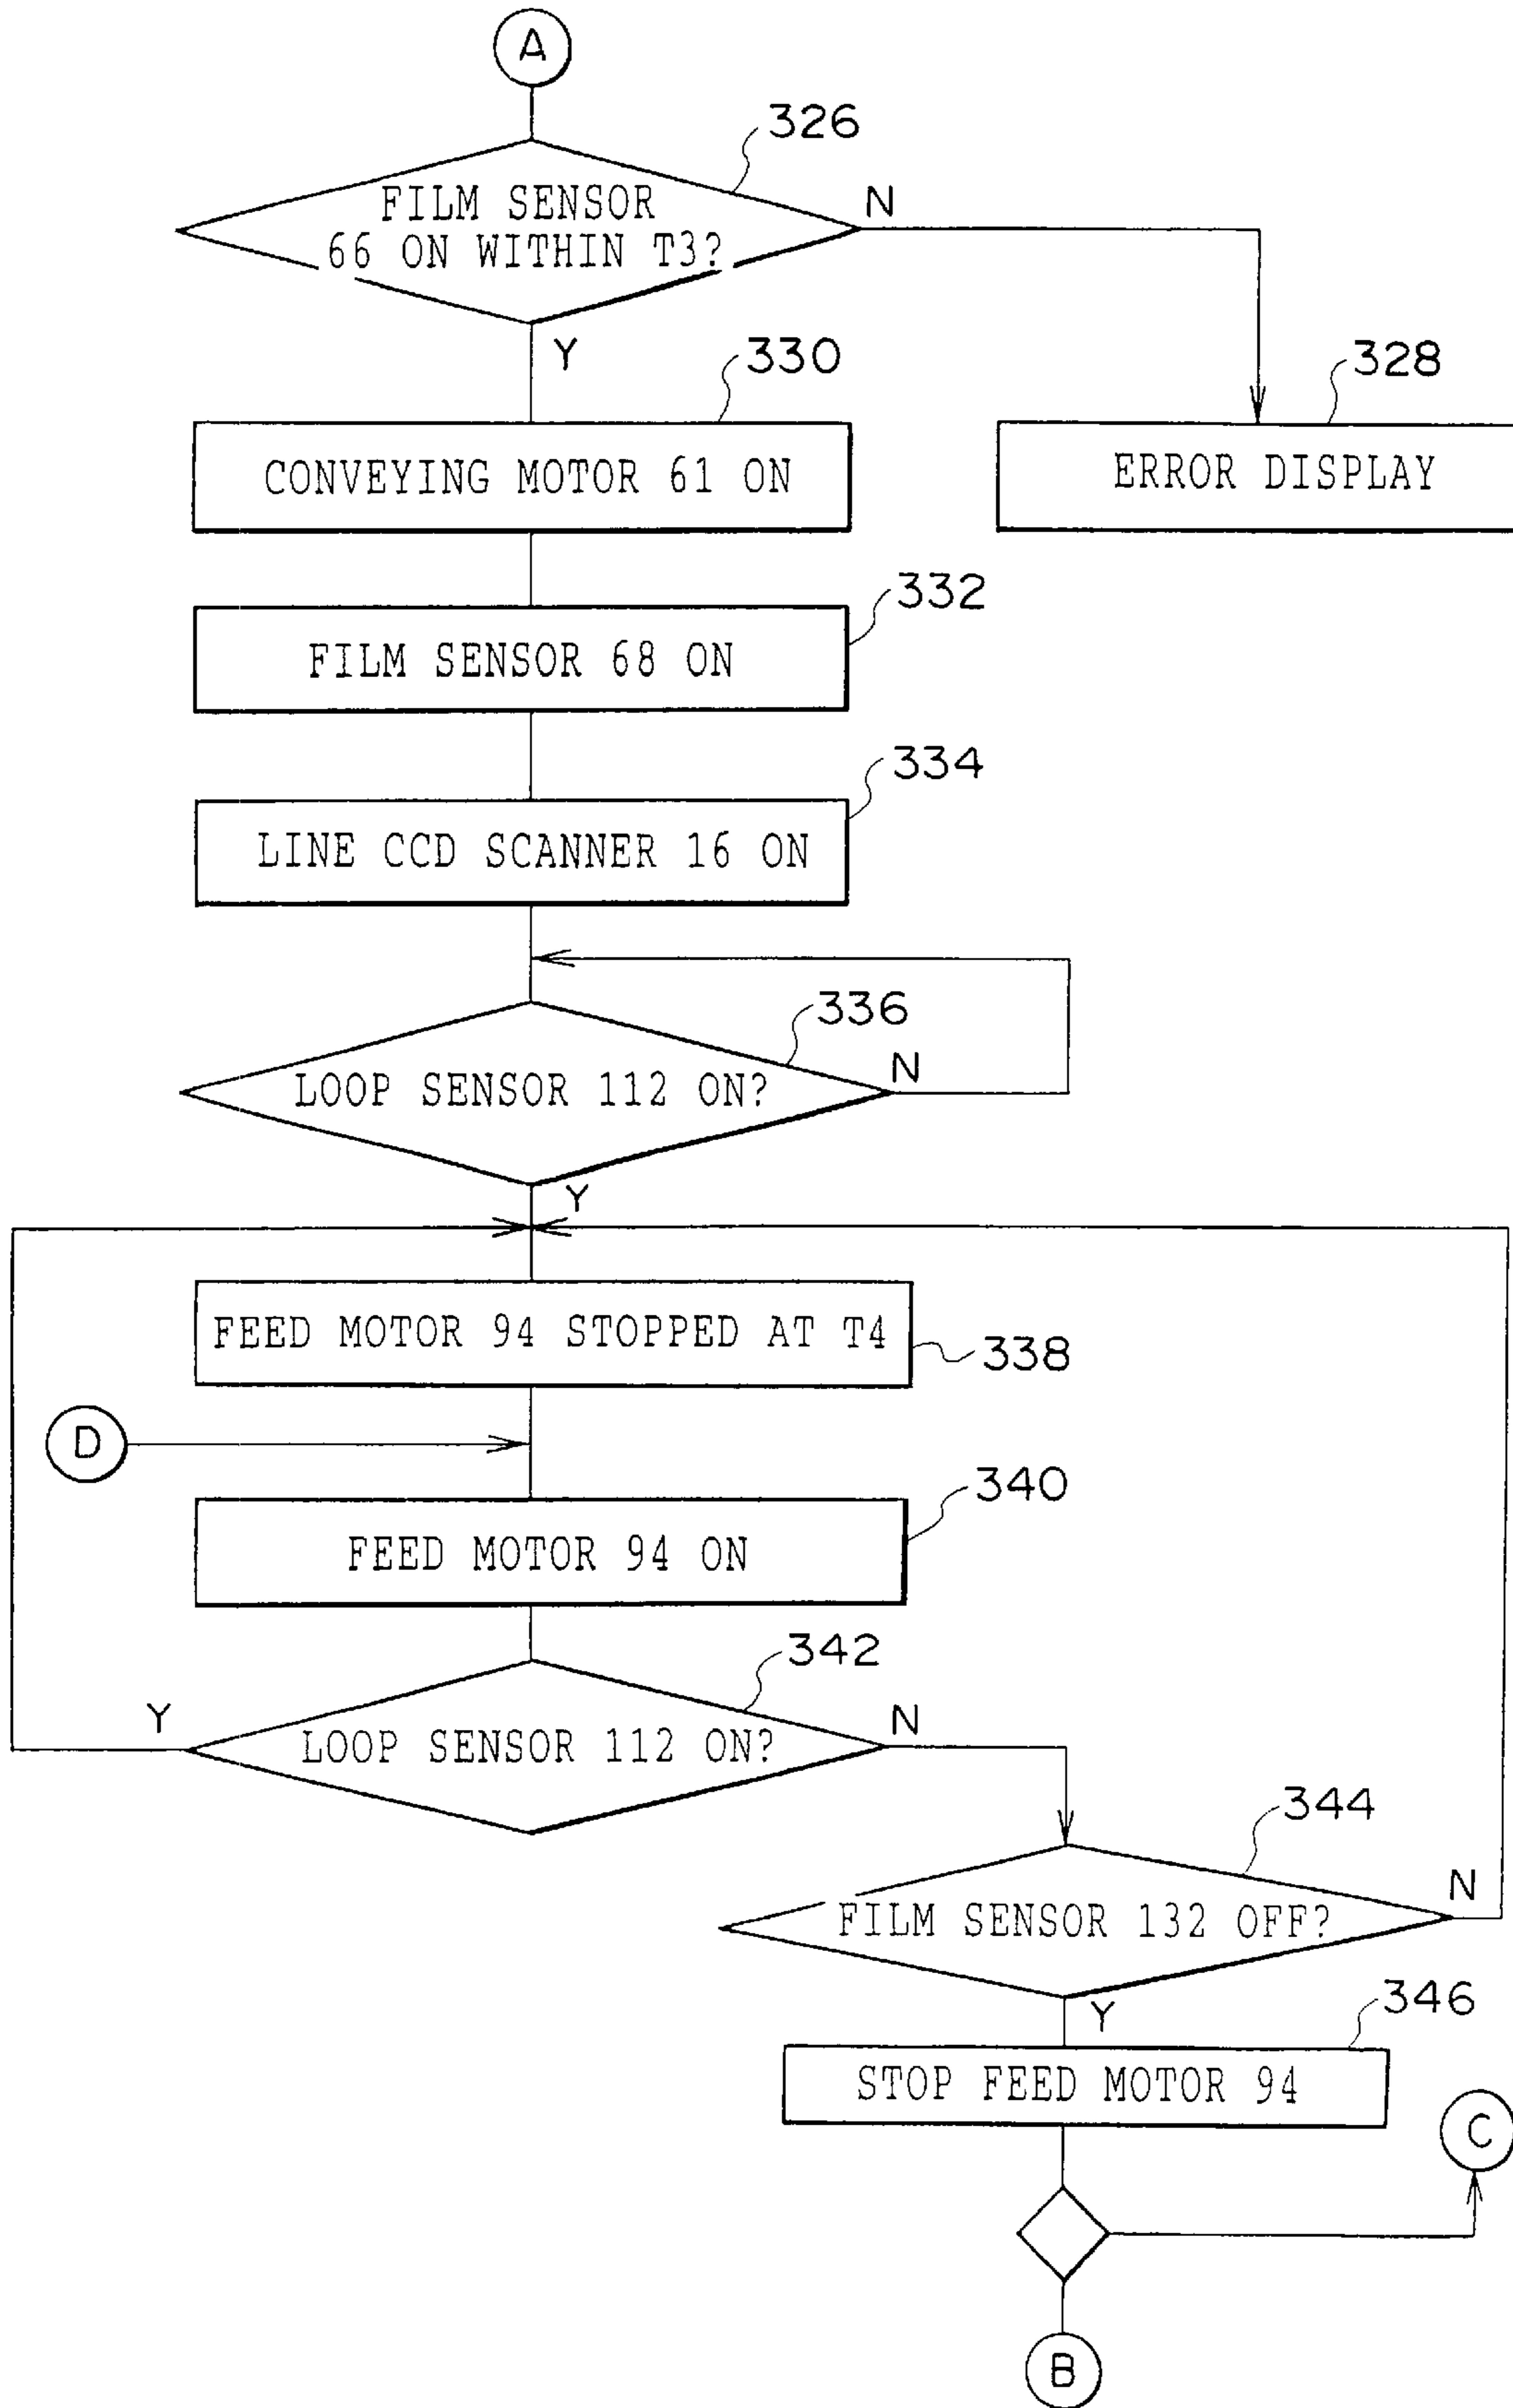 A
326
FILM SENSOR
66 ON WITHIN T3?
N
Y
330
328
CONVEYING MOTOR 61 ON
ERROR DISPLAY
332
FILM SENSOR 68 ON
334
LINE CCD SCANNER 16 ON
336
LOOP SENSOR 112 ON?
N
Y
FEED MOTOR 94 STOPPED AT T4
338
D
340
FEED MOTOR 94 ON
342
Y
LOOP SENSOR 112 ON?
N
344
FILM SENSOR 132 OFF?
N
Y
346
STOP FEED MOTOR 94
C
B